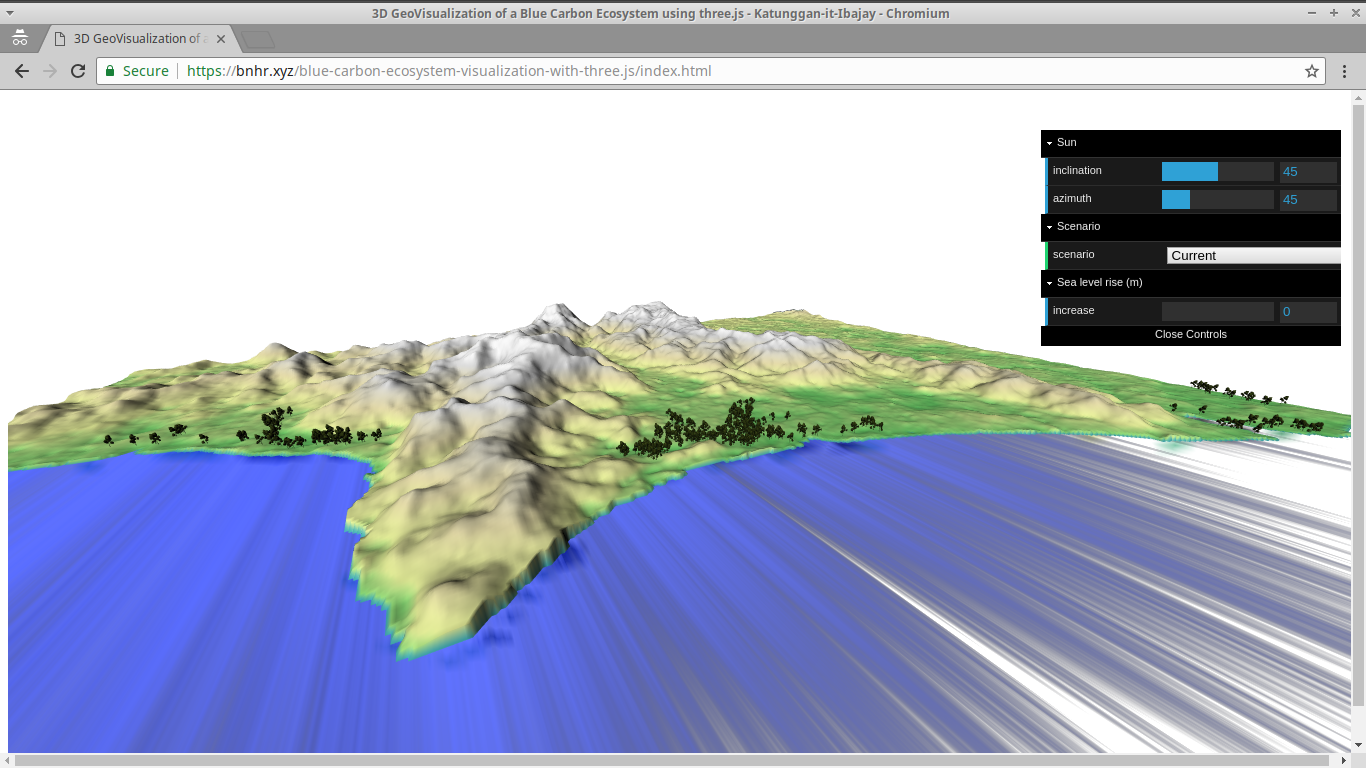 3D GeoVisualization of a Blue Carbon Ecosystem using three.js - Katunggan-it-Ibajay - Chromium
3D GeoVisualization of a
Secure https://bnhr.xyz/blue-carbon-ecosystem-visualization-with-three.js/index.html
Sun
inclination 45
azimuth 45
Scenario
scenario Current
Sea level rise (m)
increase 0
Close Controls